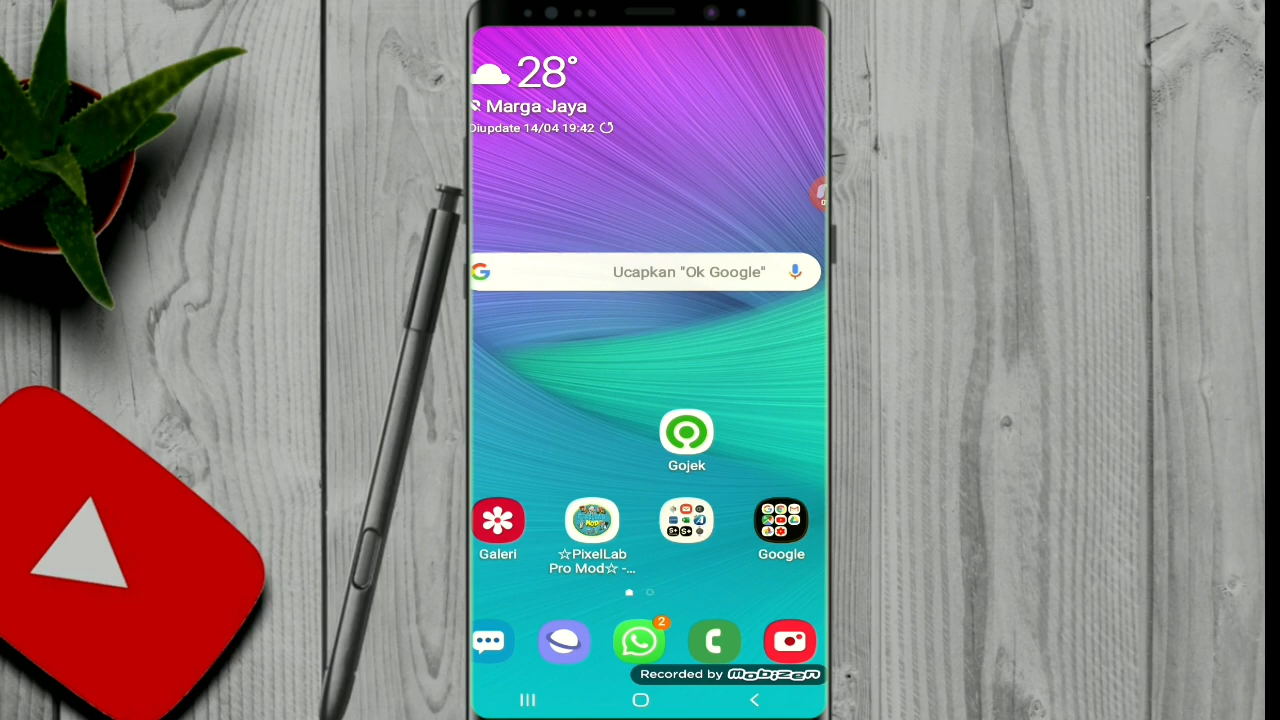 28°
Marga Jaya
Diupdate 14/04 19:42
Ucapkan "Ok Google"
Gojek
Galeri
☆PixelLab
Pro Mod☆ -...
Google
2
Recorded by mobizen